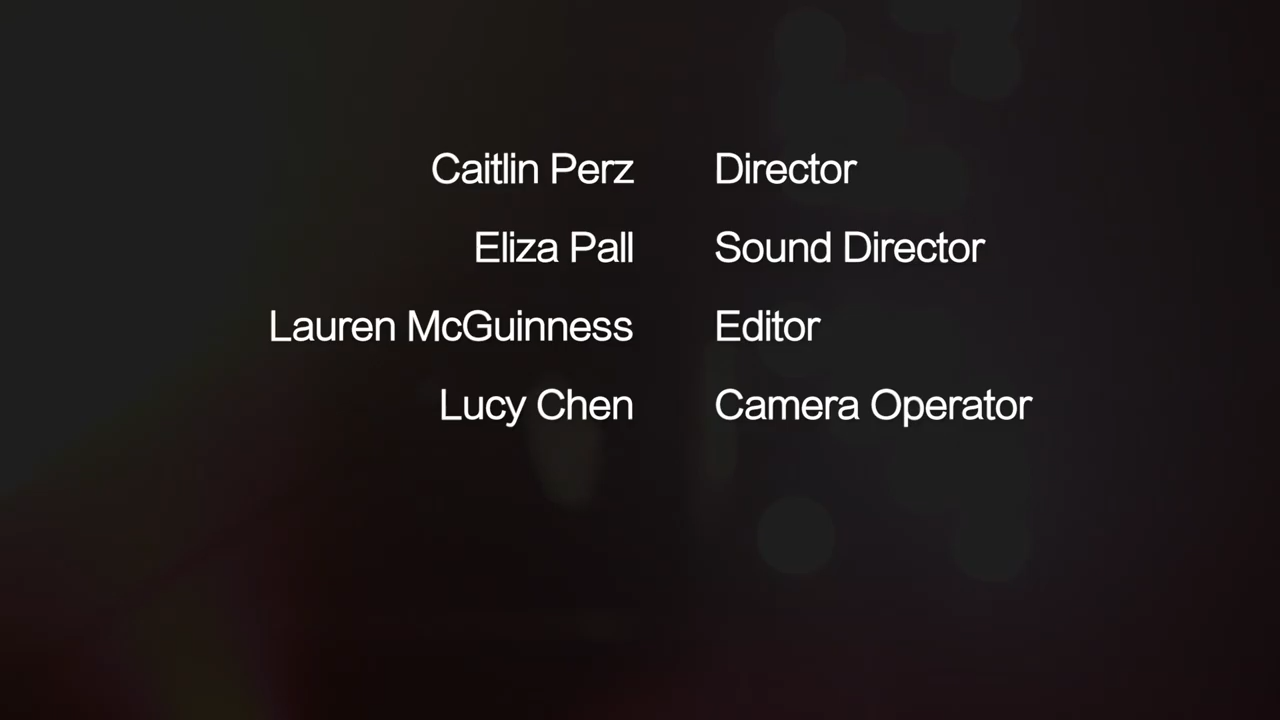 Caitlin Perz Director
Eliza Pall Sound Director
Lauren McGuinness Editor
Lucy Chen Camera Operator